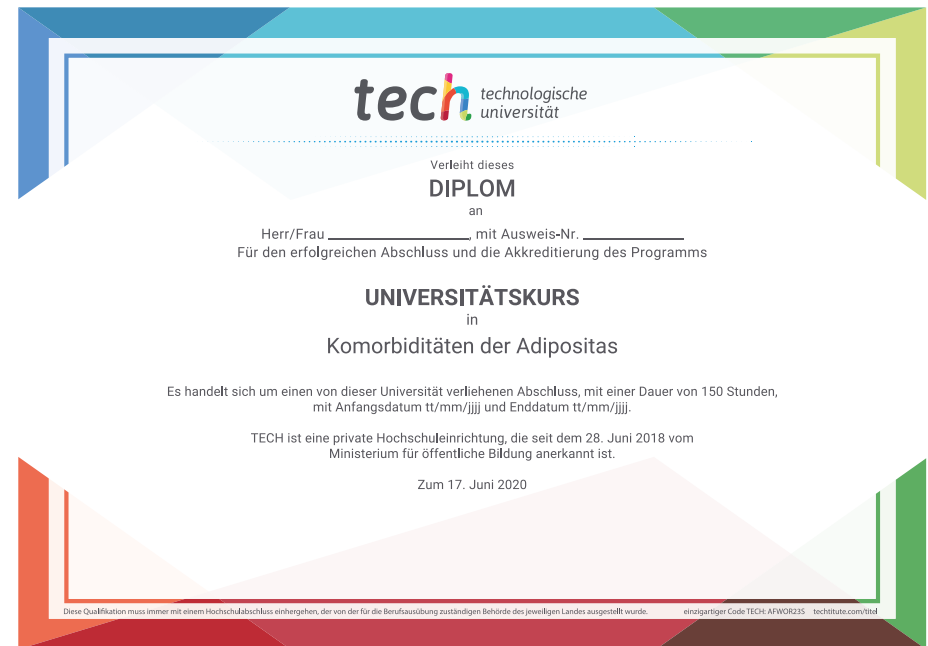 tech technologische
universität
Verleiht dieses
DIPLOM
an
Herr/Frau ____________________, mit Ausweis-Nr. ______________
Für den erfolgreichen Abschluss und die Akkreditierung des Programms
UNIVERSITÄTSKURS
in
Komorbiditäten der Adipositas
Es handelt sich um einen von dieser Universität verliehenen Abschluss, mit einer Dauer von 150 Stunden,
mit Anfangsdatum tt/mm/jjjj und Enddatum tt/mm/jjjj.
TECH ist eine private Hochschuleinrichtung, die seit dem 28. Juni 2018 vom
Ministerium für öffentliche Bildung anerkannt ist.
Zum 17. Juni 2020
Diese Qualifikation muss immer mit einem Hochschulabschluss einhergehen, der von der für die Berufsausübung zuständigen Behörde des jeweiligen Landes ausgestellt wurde. einzigartiger Code TECH: AFWOR23S techtitute.com/titel